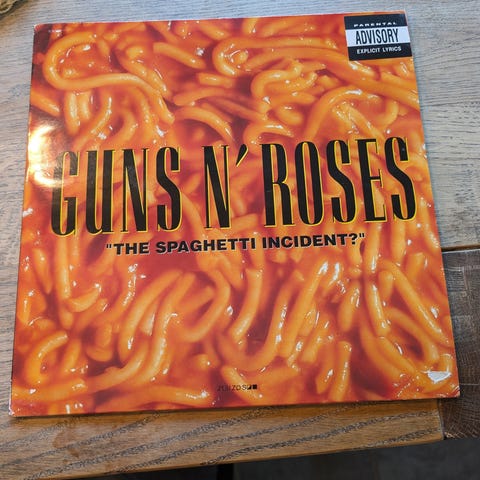 PARENTAL
ADVISORY
EXPLICIT LYRICS
GUNS N' ROSES
"THE SPAGHETTI INCIDENT?"